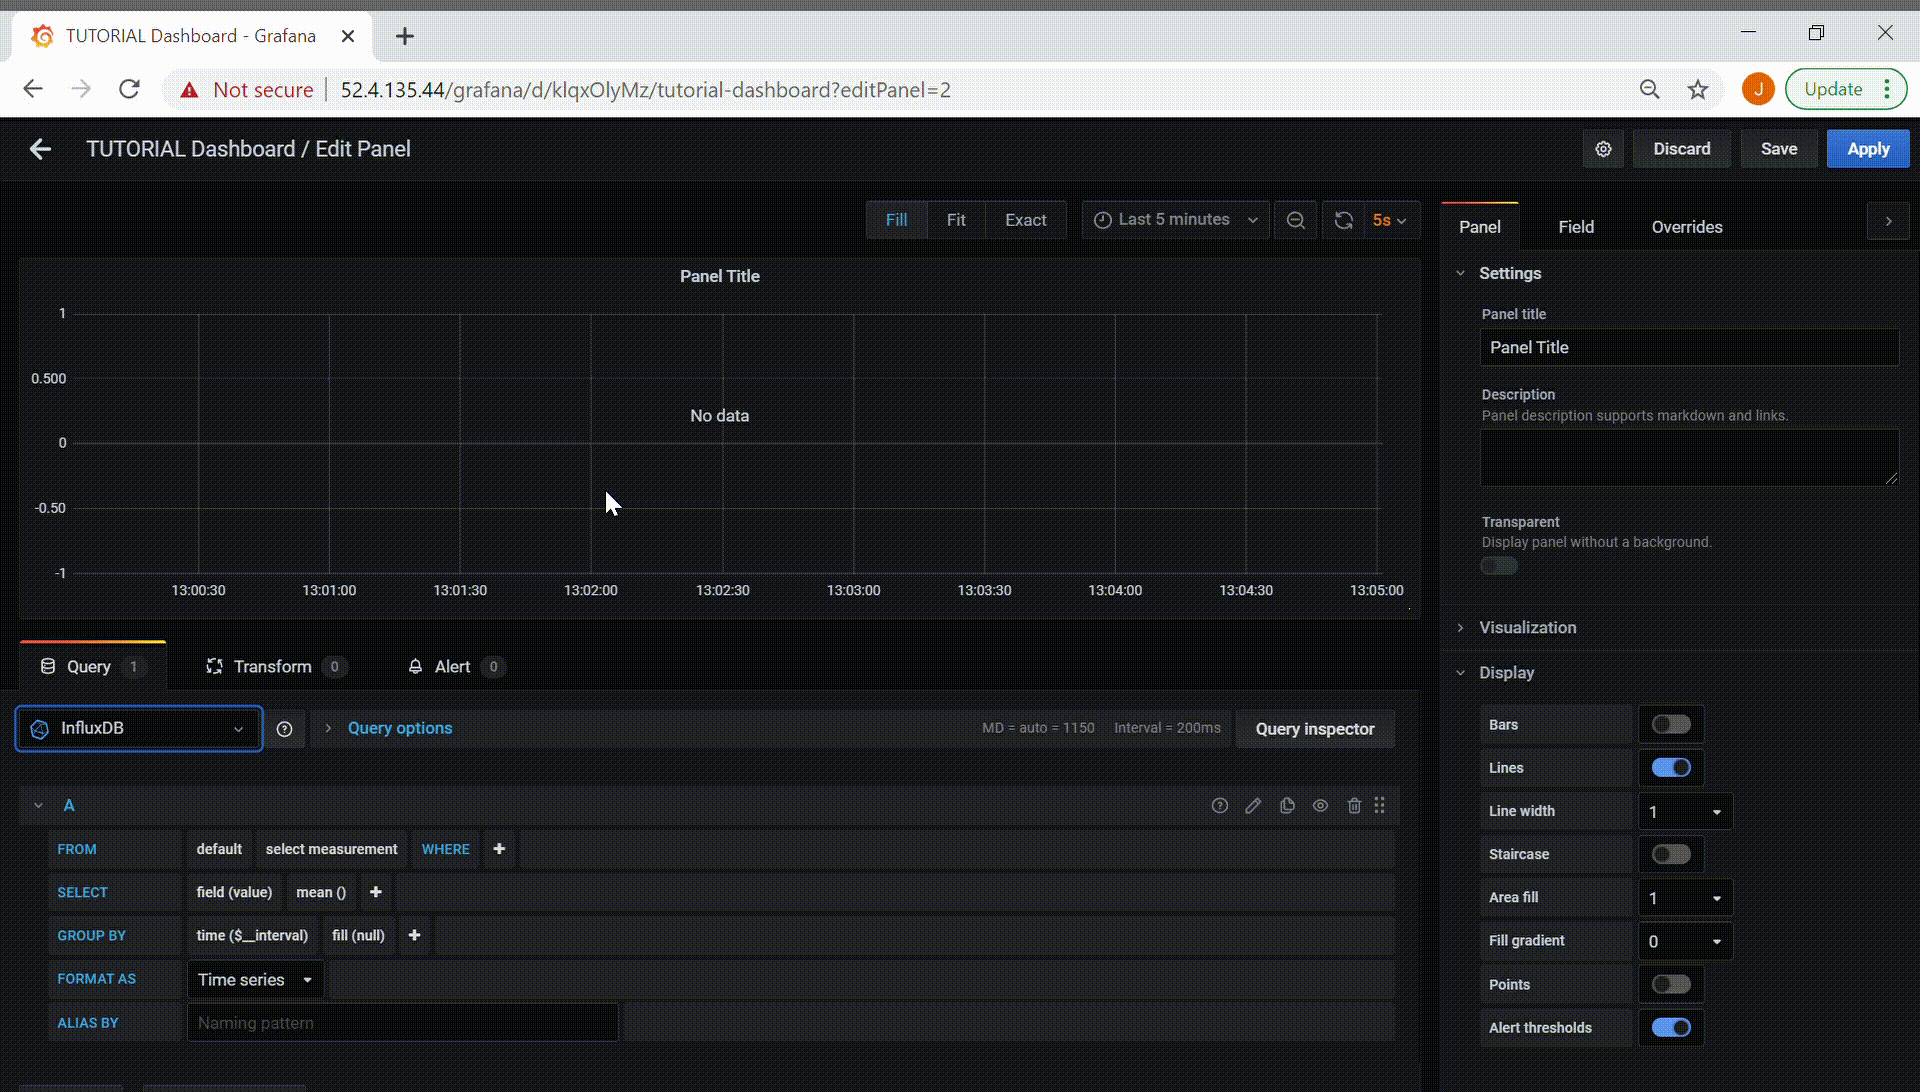 TUTORIAL Dashboard - Grafana
Not secure 52.4.135.44/grafana/d/klqxOlyMz/tutorial-dashboard?editPanel=2
J
Update
TUTORIAL Dashboard / Edit Panel
Discard
Save
Apply
Fill
Fit
Exact
Last 5 minutes
5s
Panel Title
1
0.500
0
-0.50
-1
No data
13:00:30 13:01:00 13:01:30 13:02:00 13:02:30 13:03:00 13:03:30 13:04:00 13:04:30 13:05:00
Query 1
Transform 0
Alert 0
InfluxDB
Query options
MD = auto = 1150 Interval = 200ms
Query inspector
A
FROM default select measurement WHERE +
SELECT field (value) mean () +
GROUP BY time ($__interval) fill (null) +
FORMAT AS Time series
ALIAS BY Naming pattern
Panel
Field
Overrides
Settings
Panel title
Panel Title
Description
Panel description supports markdown and links.
Transparent
Display panel without a background.
Visualization
Display
Bars
Lines
Line width 1
Staircase
Area fill 1
Fill gradient 0
Points
Alert thresholds